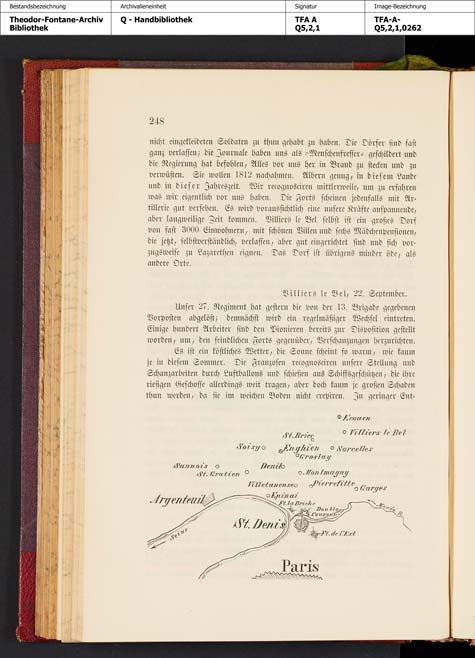 Bestandsbezeichnung
Archivalieneinheit
Signatur
Image-Bezeichnung
Theodor-Fontane-Archiv
Bibliothek
Q - Handbibliothek
TFA A
Q5,2,1
TFA-A-
Q5,2,1,0262
248
nicht eingekleideten Soldaten zu thun gehabt zu haben. Die Dörfer sind fast
ganz verlassen; die Journale haben uns als »Menschenfresser« geschildert und
die Regierung hat befohlen, Alles vor uns her in Brand zu stecken und zu
verwüsten. Sie wollen 1812 nachahmen. Albern genug, in diesem Lande
und in dieser Jahreszeit. Wir recognosciren mittlerweile, um zu erfahren
was wir eigentlich vor uns haben. Die Forts scheinen jedenfalls mit Ar-
tillerie gut versehen. Es wird voraussichtlich eine unsere Kräfte anspannende,
aber langweilige Zeit kommen. Villiers le Bel selbst ist ein großes Dorf
von fast 3000 Einwohnern, mit schönen Villen und sechs Mädchenpensionen,
die jetzt, selbstverständlich, verlassen, aber gut eingerichtet sind und sich vor-
zugsweise zu Lazarethen eignen. Das Dorf ist übrigens minder öde, als
andere Orte.
Villiers le Bel, 22. September.
Unser 27. Regiment hat gestern die von der 13. Brigade gegebenen
Vorposten abgelöst; demnächst wird ein regelmäßiger Wechsel eintreten.
Einige hundert Arbeiter sind den Pionieren bereits zur Disposition gestellt
worden, um, den feindlichen Forts gegenüber, Verschanzungen herzurichten.
Es ist ein köstliches Wetter, die Sonne scheint so warm, wie kaum
je in diesem Sommer. Die Franzosen recognosciren unsere Stellung und
Schanzarbeiten durch Luftballons und schießen aus Schiffsgeschützen, die ihre
riesigen Geschosse allerdings weit tragen, aber doch kaum je großen Schaden
thun werden, da sie im weichen Boden nicht crepiren. In geringer Ent-
Ecouen
Villiers le Bel
St. Brice
Soisy
Enghien
Sarcelles
Groslay
Sannois
Denil
St. Gratien
Montmagny
Villetaneuse
Pierrefitte
Garges
Argenteuil
Epinai
Ft. la Briche
Double
Couronne
St. Denis
Ft. de l'Est
Seine
Paris